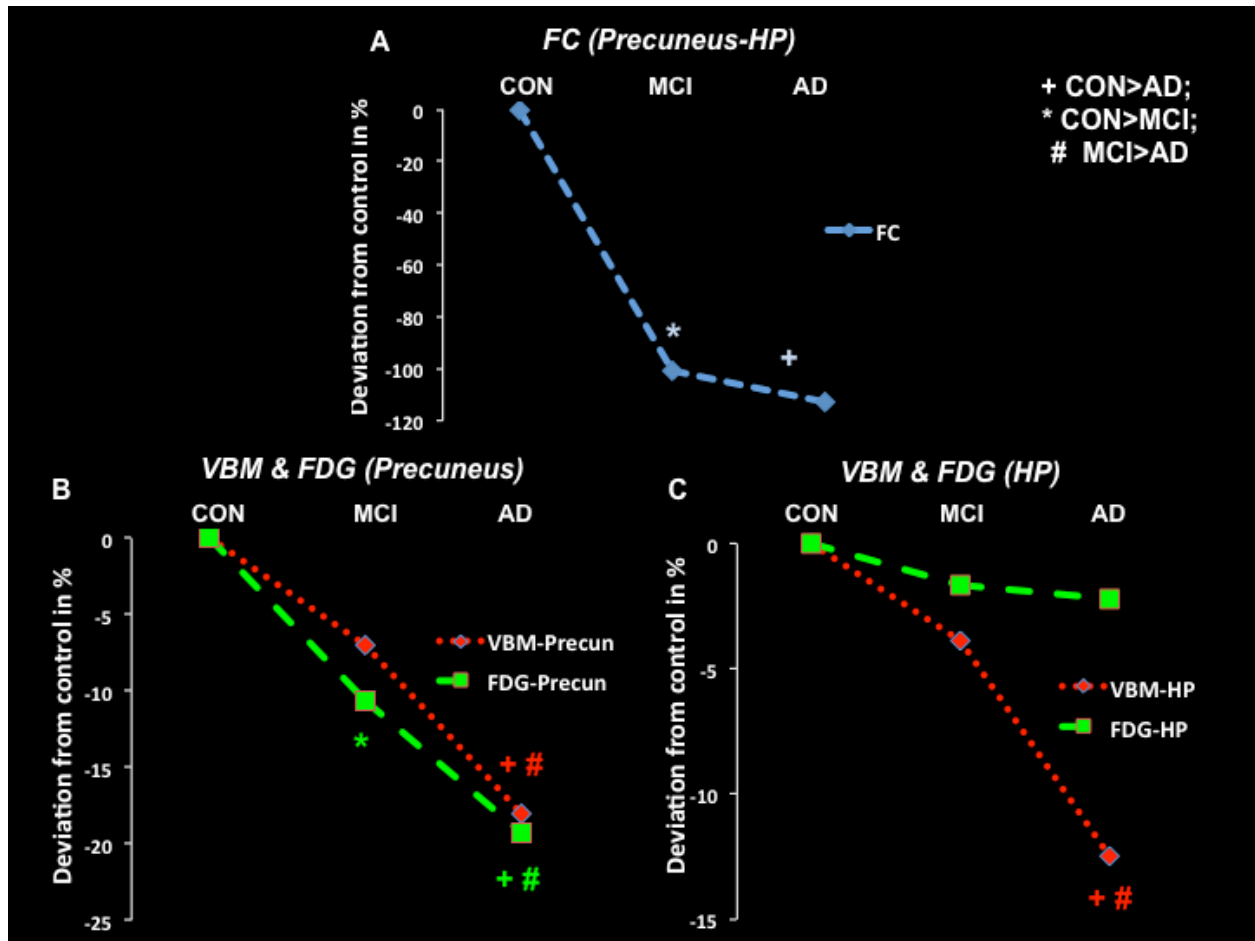 A
FC (Precuneus-HP)
CON MCI AD
+ CON>AD;
* CON>MCI;
# MCI>AD
Deviation from control in %
0
-20
-40
-60
-80
-100
-120
FC
*
+
B
VBM & FDG (Precuneus)
CON MCI AD
Deviation from control in %
0
-5
-10
-15
-20
-25
VBM-Precun
FDG-Precun
*
+ #
+ #
C
VBM & FDG (HP)
CON MCI AD
Deviation from control in %
0
-5
-10
-15
VBM-HP
FDG-HP
+ #